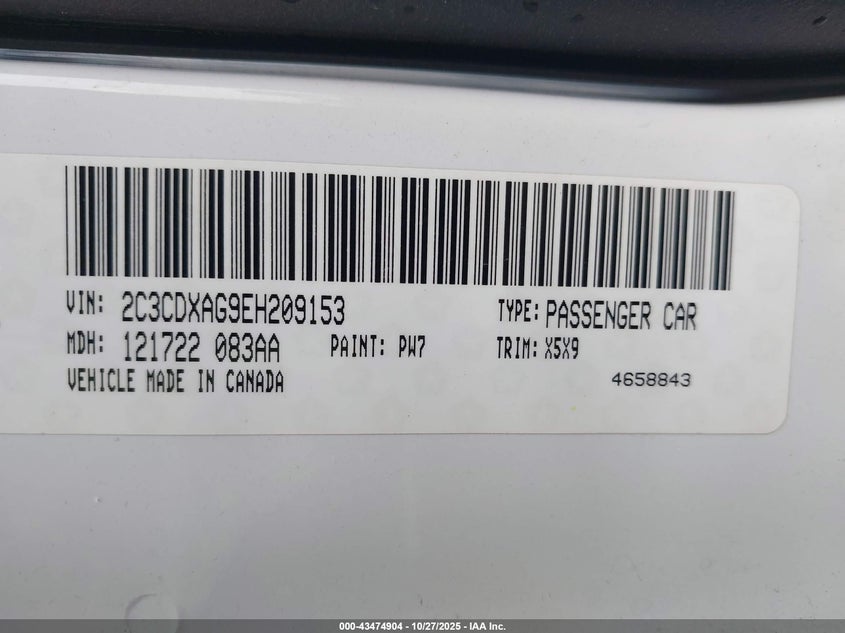 VIN: 2C3CDXAG9EH209153 TYPE: PASSENGER CAR
MDH: 121722 083AA PAINT: PW7 TRIM: X5X9
VEHICLE MADE IN CANADA 4658843
000-43474904 - 10/27/2025 - IAA Inc.